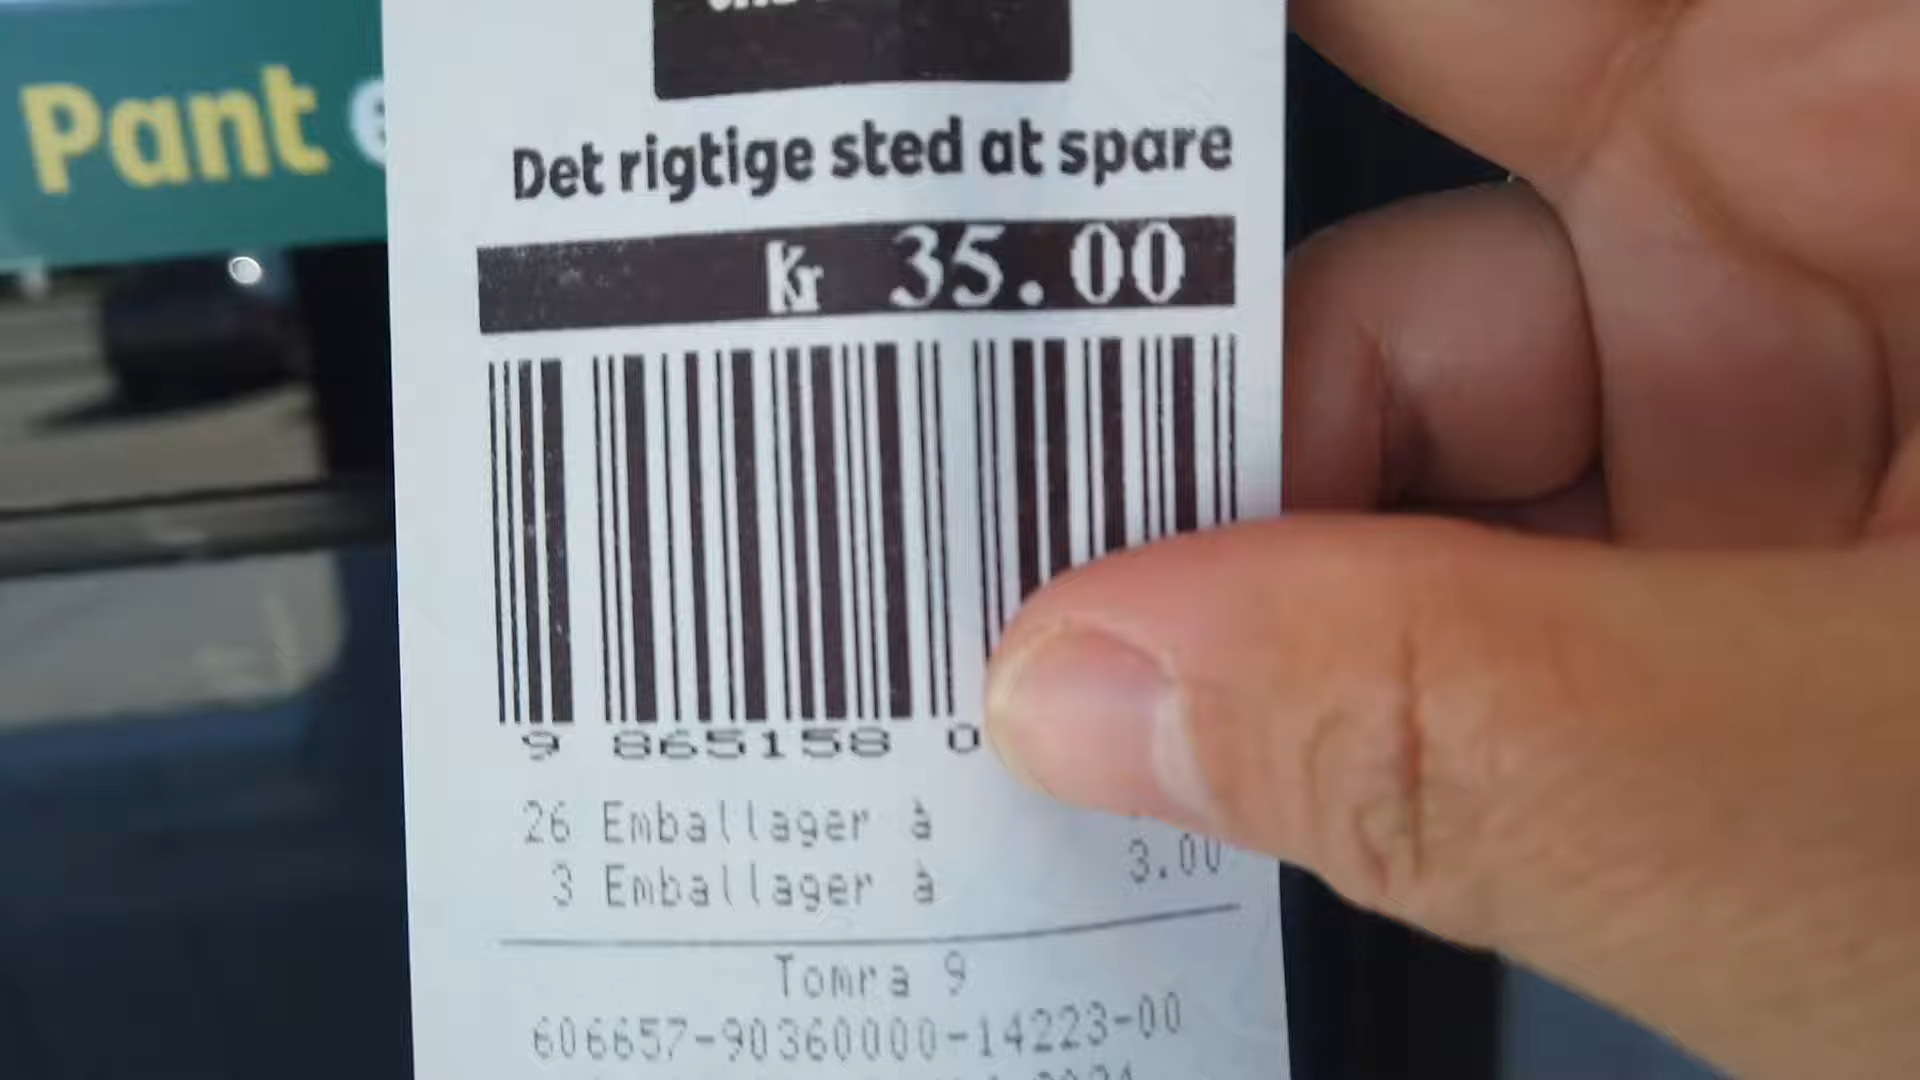 Pant
Det rigtige sted at spare
Kr 35.00
9 865158 0
26 Emballager à
3 Emballager à 3.00
Tomra 9
606657-90360000-14223-00